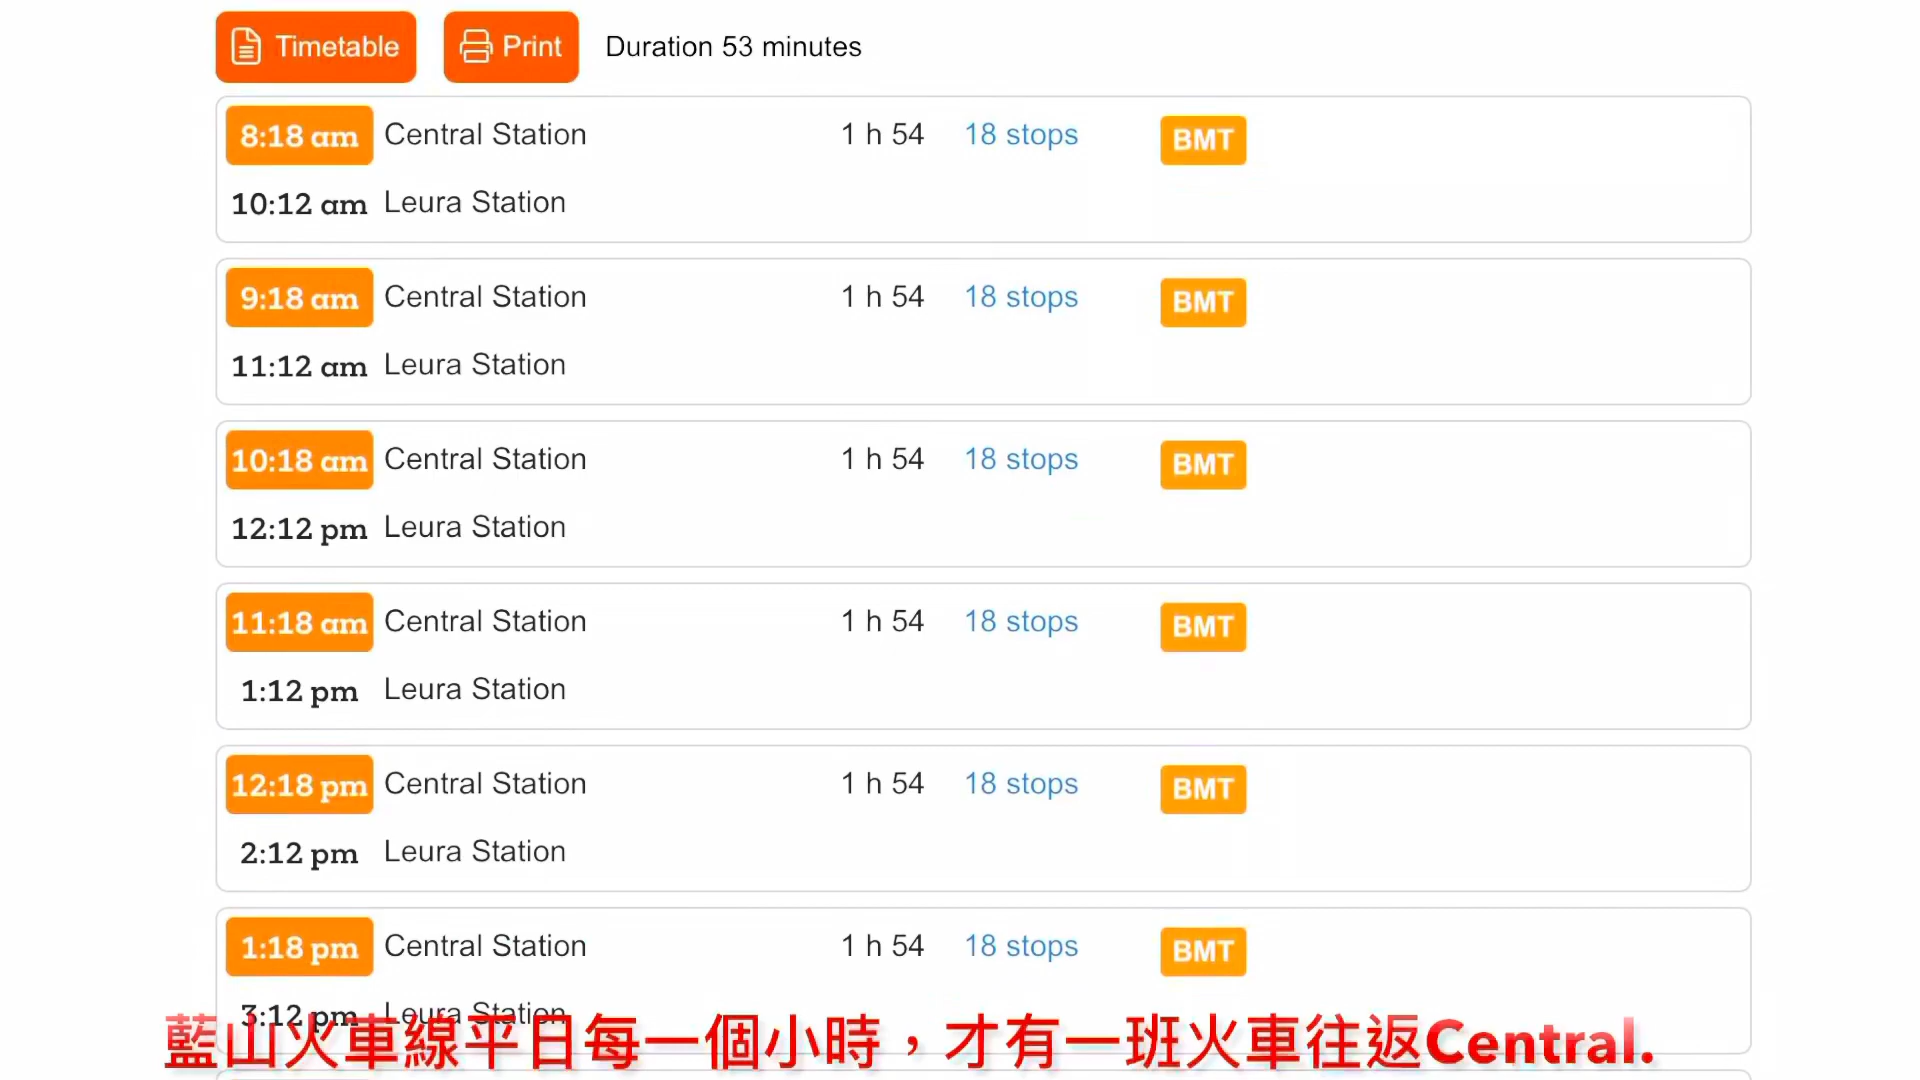 Timetable Print Duration 53 minutes
8:18 am Central Station 1 h 54 18 stops BMT
10:12 am Leura Station
9:18 am Central Station 1 h 54 18 stops BMT
11:12 am Leura Station
10:18 am Central Station 1 h 54 18 stops BMT
12:12 pm Leura Station
11:18 am Central Station 1 h 54 18 stops BMT
1:12 pm Leura Station
12:18 pm Central Station 1 h 54 18 stops BMT
2:12 pm Leura Station
1:18 pm Central Station 1 h 54 18 stops BMT
3:12 pm Leura Station
藍山火車線平日每一個小時，才有一班火車往返Central.